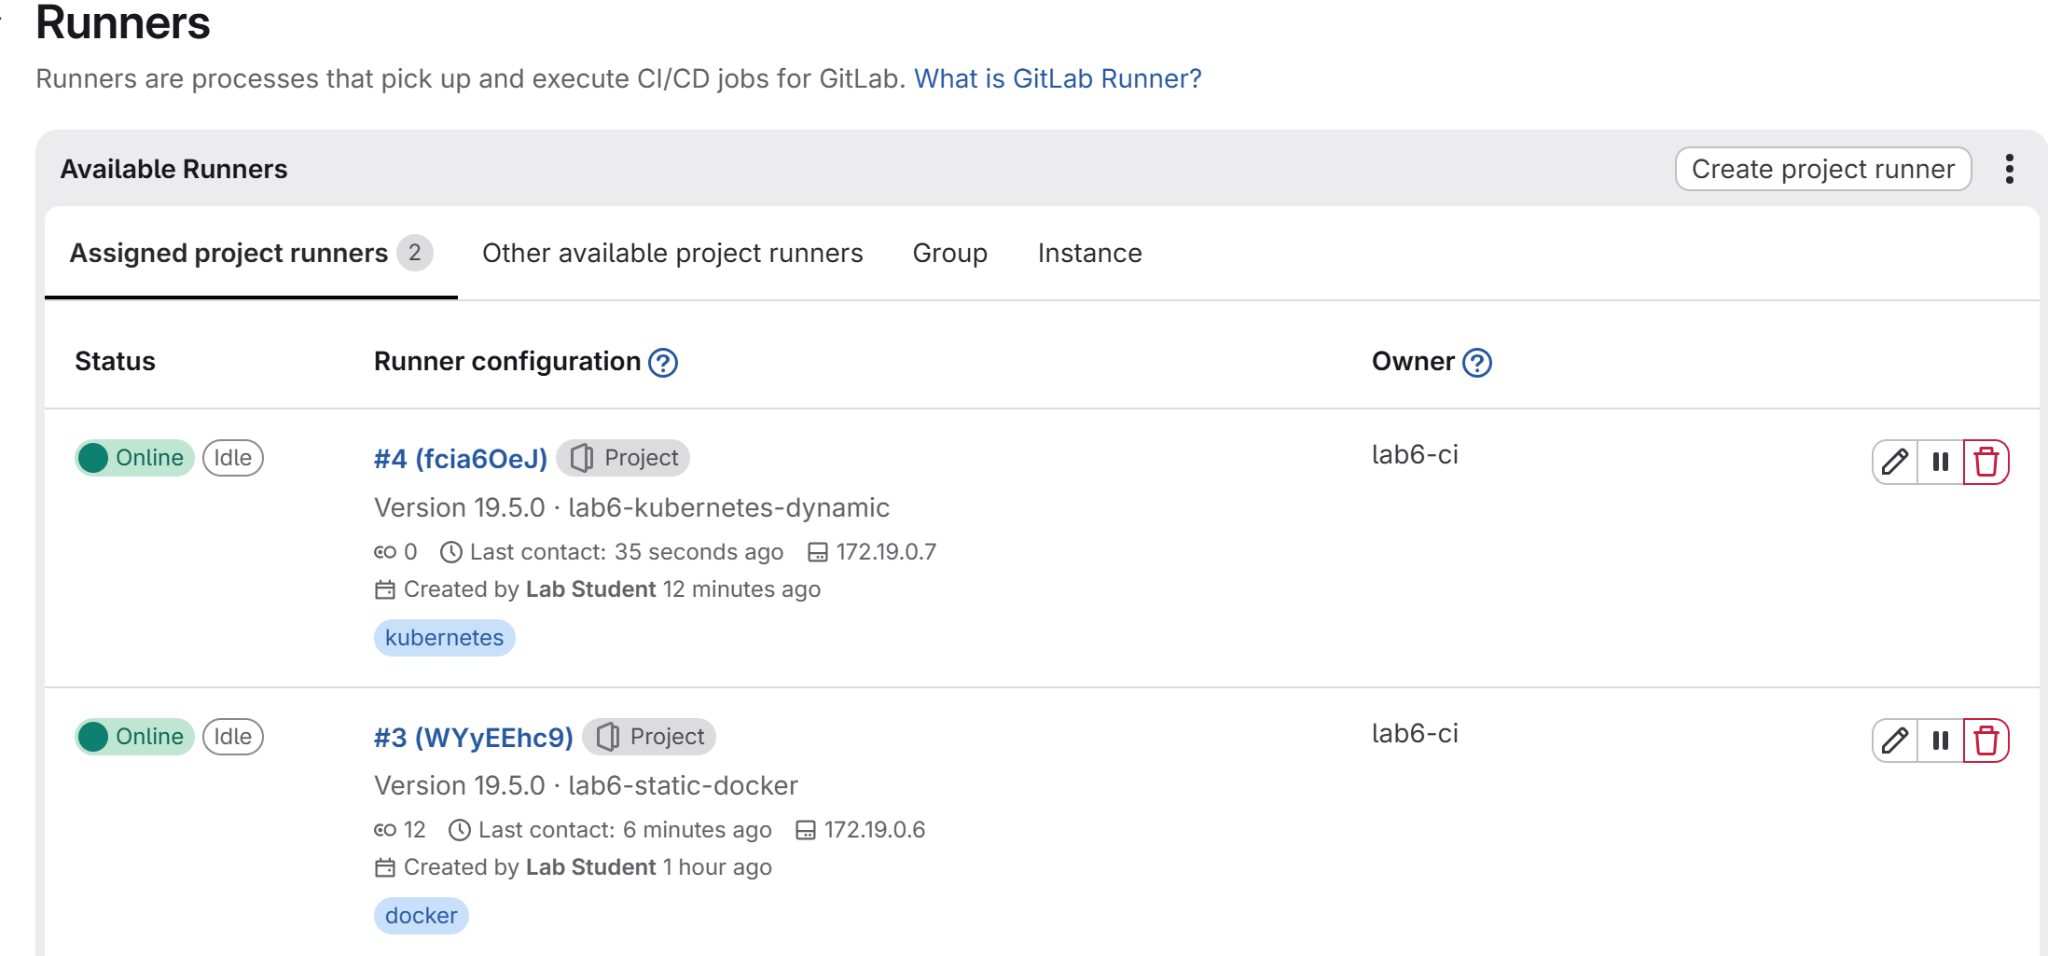 Runners
Runners are processes that pick up and execute CI/CD jobs for GitLab. What is GitLab Runner?
Available Runners
Create project runner
Assigned project runners 2 Other available project runners Group Instance
Status Runner configuration ? Owner ?
Online Idle #4 (fcia6OeJ) Project lab6-ci
Version 19.5.0 · lab6-kubernetes-dynamic
0 Last contact: 35 seconds ago 172.19.0.7
Created by Lab Student 12 minutes ago
kubernetes
Online Idle #3 (WYyEEhc9) Project lab6-ci
Version 19.5.0 · lab6-static-docker
12 Last contact: 6 minutes ago 172.19.0.6
Created by Lab Student 1 hour ago
docker